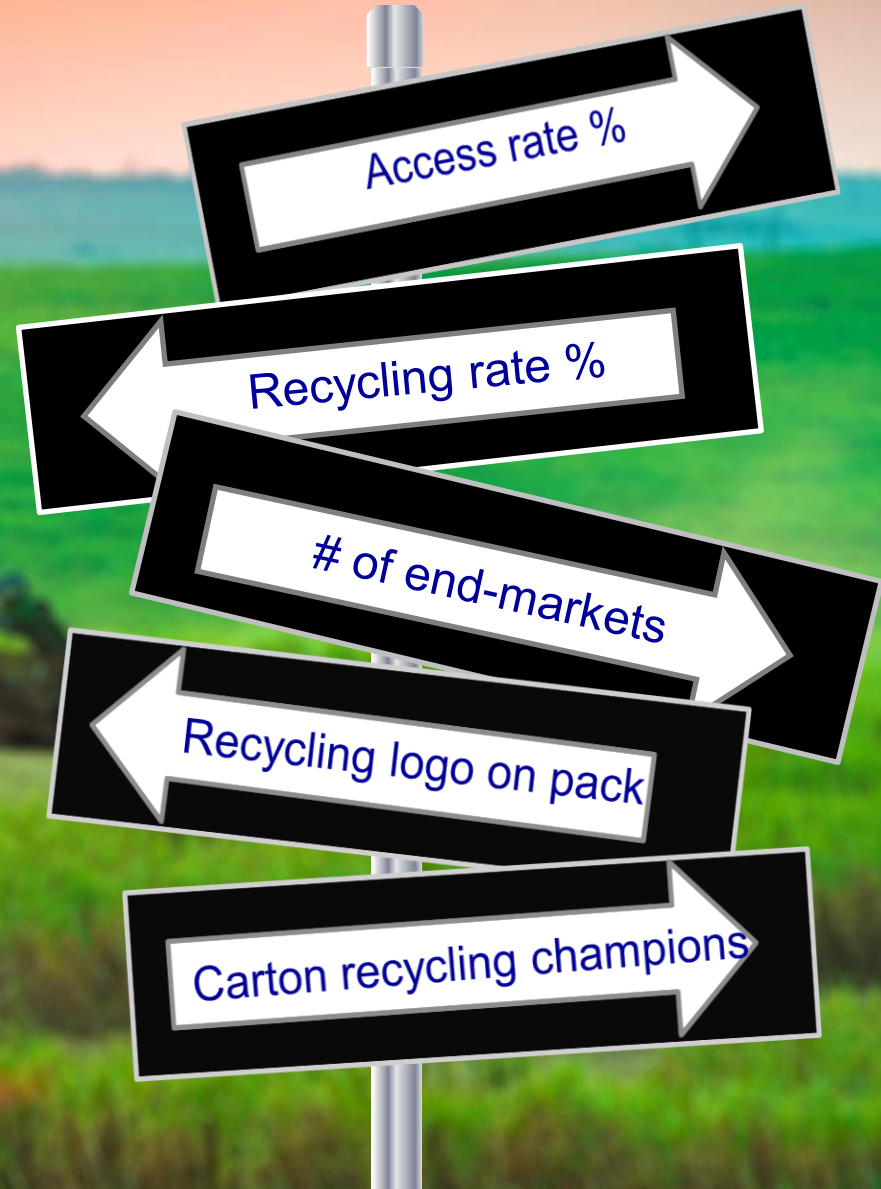 Access rate %
Recycling rate %
# of end-markets
Recycling logo on pack
Carton recycling champions